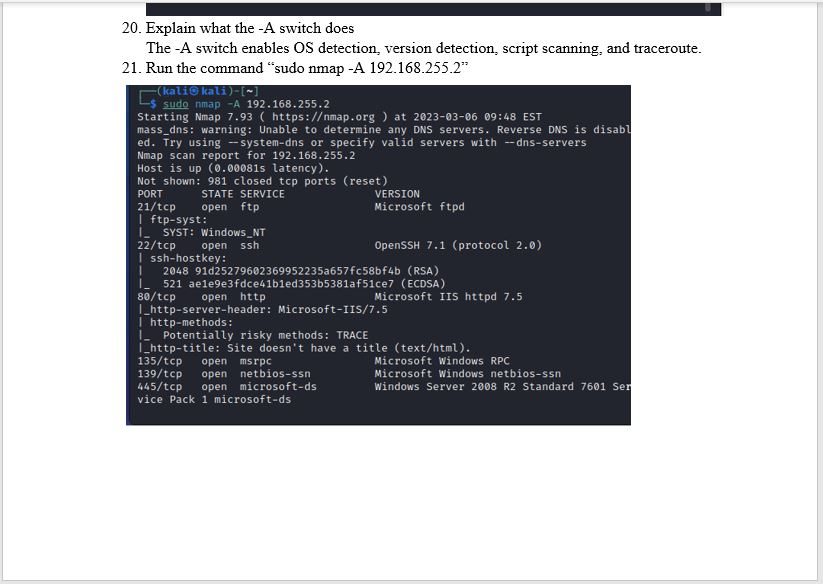 20. Explain what the -A switch does
The -A switch enables OS detection, version detection, script scanning, and traceroute.
21. Run the command “sudo nmap -A 192.168.255.2”
┌──(kali㉿kali)-[~]
└─$ sudo nmap -A 192.168.255.2
Starting Nmap 7.93 ( https://nmap.org ) at 2023-03-06 09:48 EST
mass_dns: warning: Unable to determine any DNS servers. Reverse DNS is disabl
ed. Try using --system-dns or specify valid servers with --dns-servers
Nmap scan report for 192.168.255.2
Host is up (0.00081s latency).
Not shown: 981 closed tcp ports (reset)
PORT      STATE SERVICE            VERSION
21/tcp    open  ftp                Microsoft ftpd
| ftp-syst:
|_  SYST: Windows_NT
22/tcp    open  ssh                OpenSSH 7.1 (protocol 2.0)
| ssh-hostkey:
|   2048 91d25279602369952235a657fc58bf4b (RSA)
|_  521 ae1e9e3fdce41b1ed353b5381af51ce7 (ECDSA)
80/tcp    open  http               Microsoft IIS httpd 7.5
|_http-server-header: Microsoft-IIS/7.5
| http-methods:
|_  Potentially risky methods: TRACE
|_http-title: Site doesn't have a title (text/html).
135/tcp   open  msrpc              Microsoft Windows RPC
139/tcp   open  netbios-ssn        Microsoft Windows netbios-ssn
445/tcp   open  microsoft-ds       Windows Server 2008 R2 Standard 7601 Ser
vice Pack 1 microsoft-ds